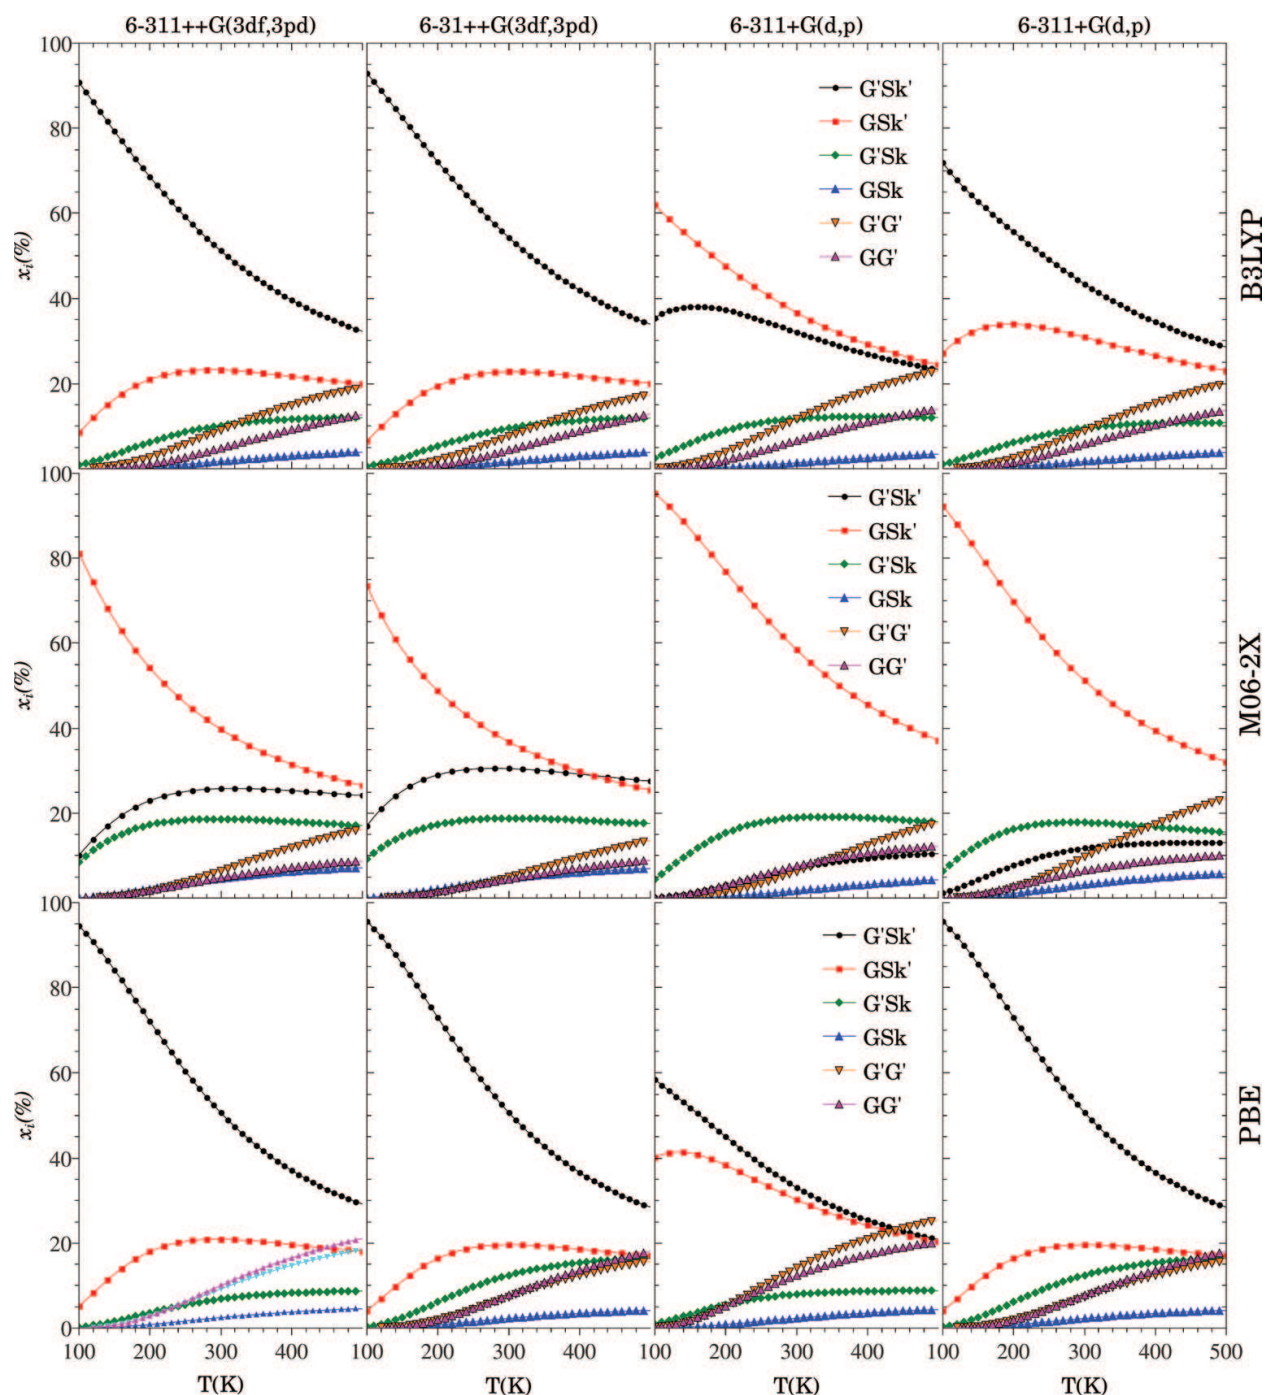 6-311++G(3df,3pd) 6-31++G(3df,3pd) 6-311+G(d,p) 6-311+G(d,p)
100
80
60
40
20
0
xi(%)
G'Sk'
GSk'
G'Sk
GSk
G'G'
GG'
B3LYP
100
80
60
40
20
0
xi(%)
G'Sk'
GSk'
G'Sk
GSk
G'G'
GG'
M06-2X
100
80
60
40
20
0
xi(%)
G'Sk'
GSk'
G'Sk
GSk
G'G'
GG'
PBE
100 200 300 400 100 200 300 400 100 200 300 400 100 200 300 400 500
T(K) T(K) T(K) T(K)